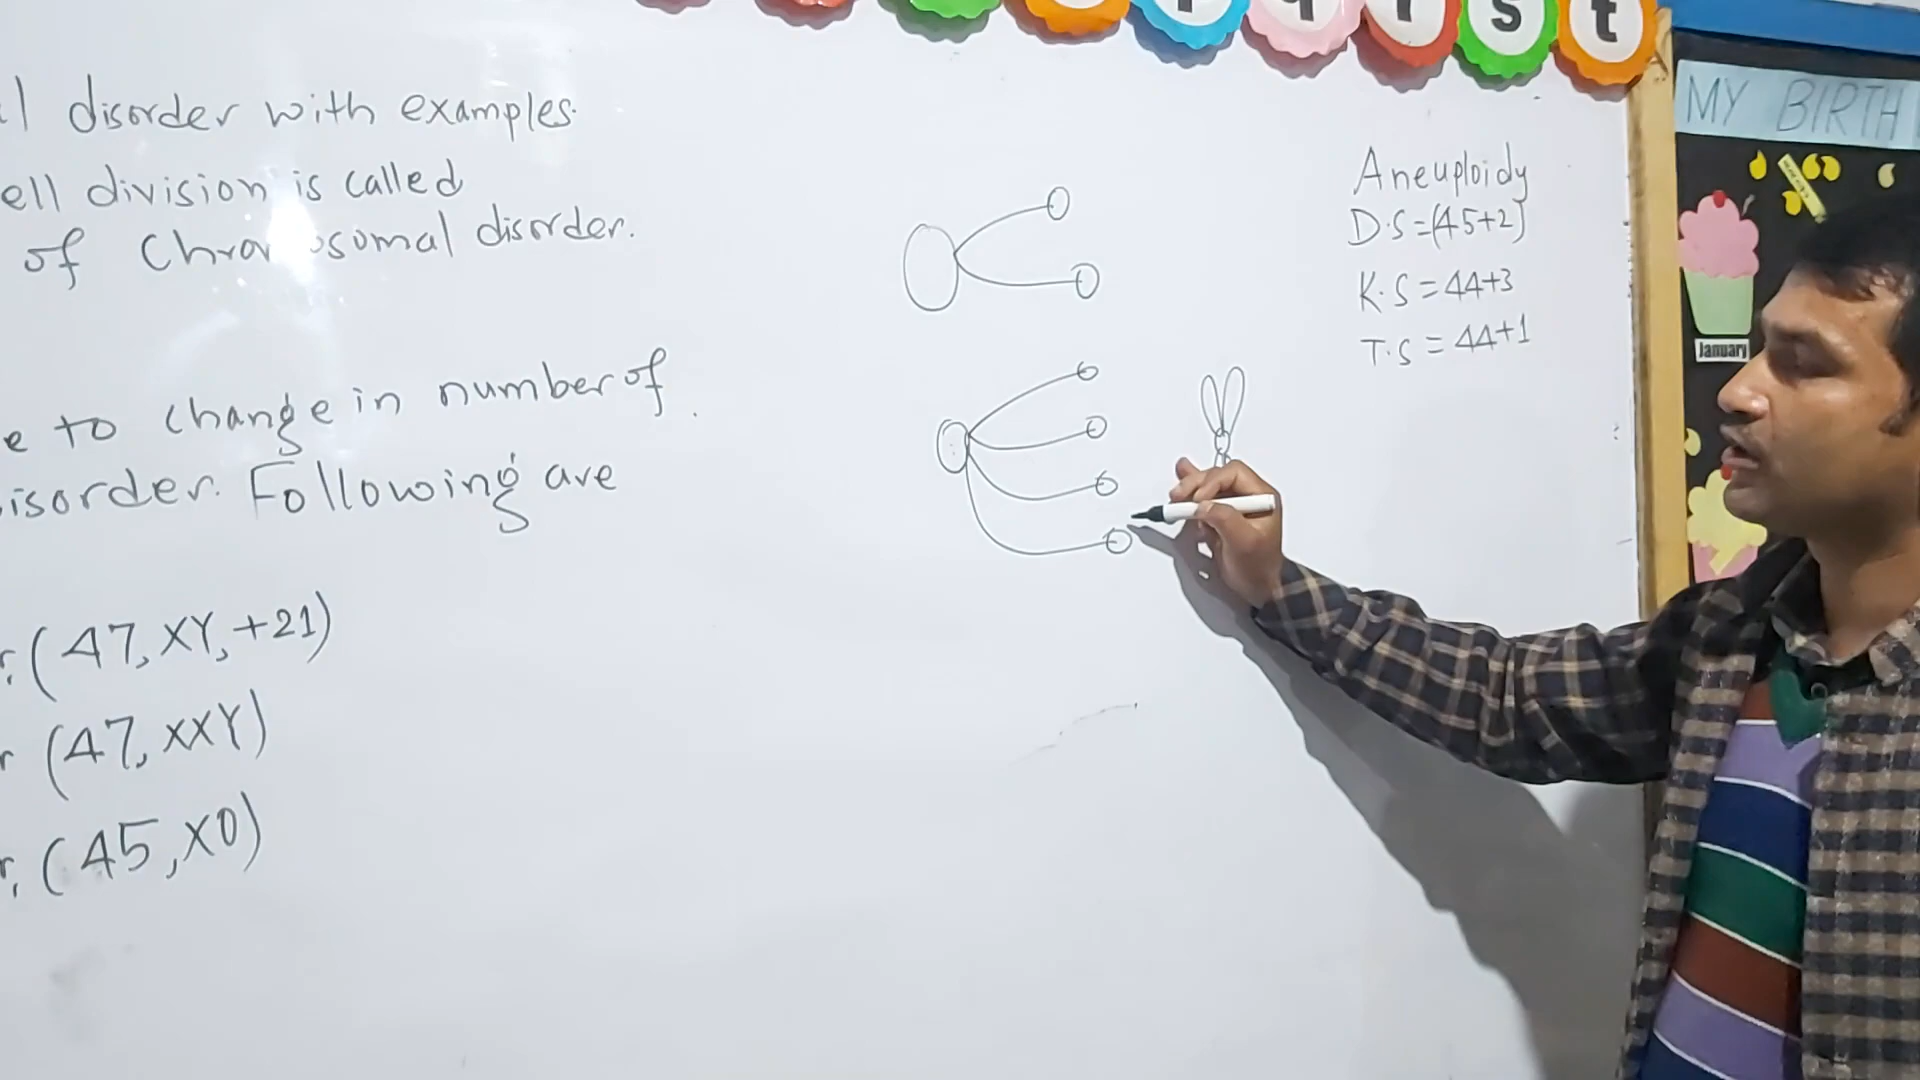 s t
MY BIRTH
disorder with examples.
ell division is called
of Chromosomal disorder.
e to change in number of
isorder. Following are
(47, XY, +21)
(47, XXY)
(45, X0)
Aneuploidy
D.S=(45+2)
K.S = 44+3
T.S = 44+1
January